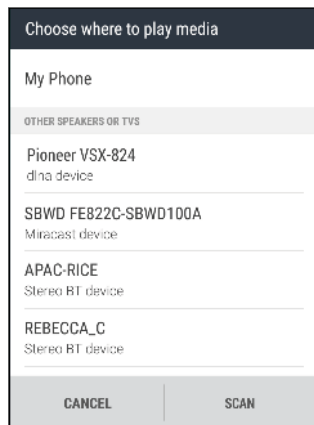 Choose where to play media
My Phone
OTHER SPEAKERS OR TVS
Pioneer VSX-824
dlna device
SBWD FE822C-SBWD100A
Miracast device
APAC-RICE
Stereo BT device
REBECCA_C
Stereo BT device
CANCEL SCAN